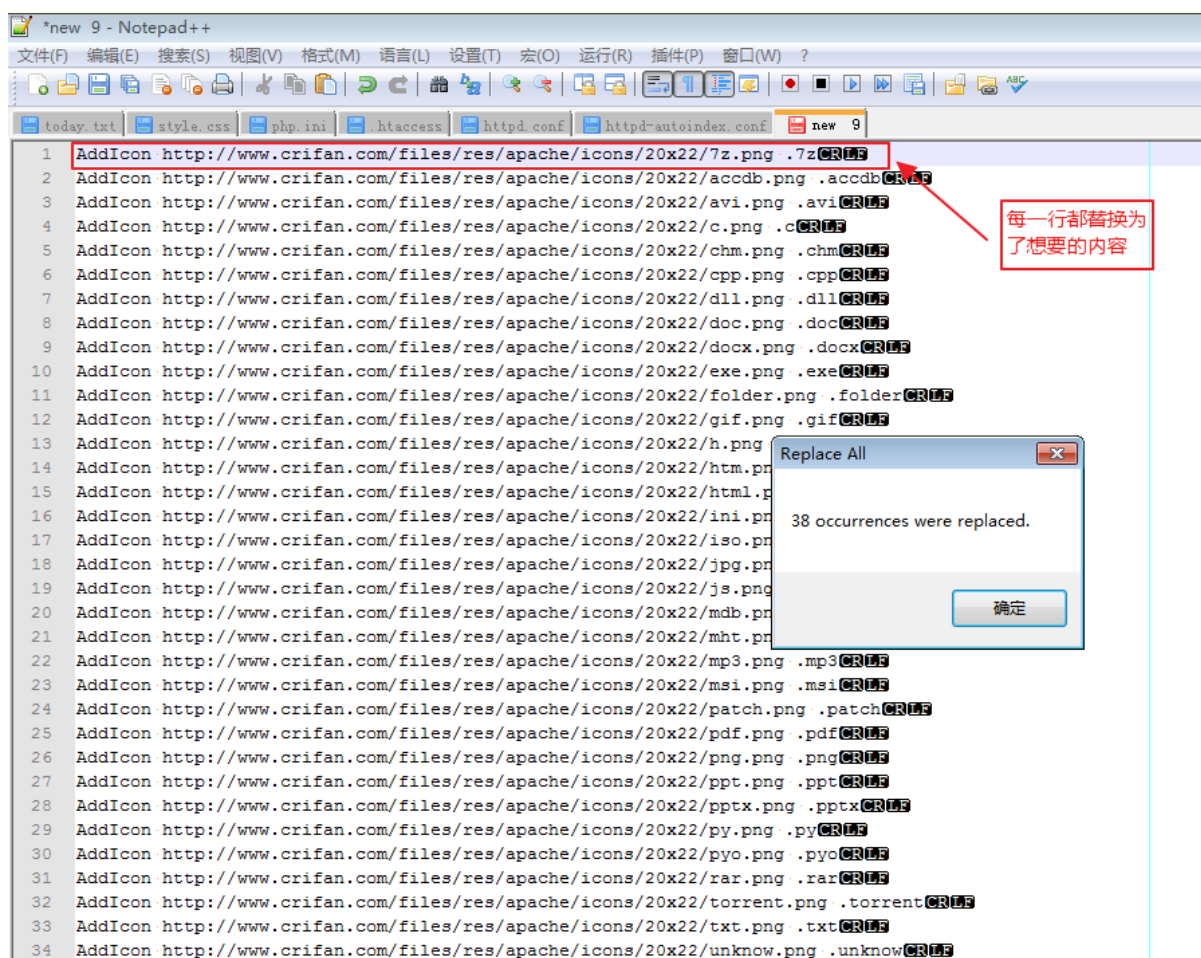 *new 9 - Notepad++
文件(F) 编辑(E) 搜索(S) 视图(V) 格式(M) 语言(L) 设置(T) 宏(O) 运行(R) 插件(P) 窗口(W) ?
today.txt style.css php.ini .htaccess httpd.conf httpd-autoindex.conf new 9
1 AddIcon http://www.crifan.com/files/res/apache/icons/20x22/7z.png .7zCRLF
2 AddIcon http://www.crifan.com/files/res/apache/icons/20x22/accdb.png .accdbCRLF
3 AddIcon http://www.crifan.com/files/res/apache/icons/20x22/avi.png .aviCRLF
4 AddIcon http://www.crifan.com/files/res/apache/icons/20x22/c.png .cCRLF
5 AddIcon http://www.crifan.com/files/res/apache/icons/20x22/chm.png .chmCRLF
6 AddIcon http://www.crifan.com/files/res/apache/icons/20x22/cpp.png .cppCRLF
7 AddIcon http://www.crifan.com/files/res/apache/icons/20x22/dll.png .dllCRLF
8 AddIcon http://www.crifan.com/files/res/apache/icons/20x22/doc.png .docCRLF
9 AddIcon http://www.crifan.com/files/res/apache/icons/20x22/docx.png .docxCRLF
10 AddIcon http://www.crifan.com/files/res/apache/icons/20x22/exe.png .exeCRLF
11 AddIcon http://www.crifan.com/files/res/apache/icons/20x22/folder.png .folderCRLF
12 AddIcon http://www.crifan.com/files/res/apache/icons/20x22/gif.png .gifCRLF
13 AddIcon http://www.crifan.com/files/res/apache/icons/20x22/h.png
14 AddIcon http://www.crifan.com/files/res/apache/icons/20x22/htm.pn
15 AddIcon http://www.crifan.com/files/res/apache/icons/20x22/html.p
16 AddIcon http://www.crifan.com/files/res/apache/icons/20x22/ini.pn
17 AddIcon http://www.crifan.com/files/res/apache/icons/20x22/iso.pn
18 AddIcon http://www.crifan.com/files/res/apache/icons/20x22/jpg.pn
19 AddIcon http://www.crifan.com/files/res/apache/icons/20x22/js.png
20 AddIcon http://www.crifan.com/files/res/apache/icons/20x22/mdb.pn
21 AddIcon http://www.crifan.com/files/res/apache/icons/20x22/mht.pn
22 AddIcon http://www.crifan.com/files/res/apache/icons/20x22/mp3.png .mp3CRLF
23 AddIcon http://www.crifan.com/files/res/apache/icons/20x22/msi.png .msiCRLF
24 AddIcon http://www.crifan.com/files/res/apache/icons/20x22/patch.png .patchCRLF
25 AddIcon http://www.crifan.com/files/res/apache/icons/20x22/pdf.png .pdfCRLF
26 AddIcon http://www.crifan.com/files/res/apache/icons/20x22/png.png .pngCRLF
27 AddIcon http://www.crifan.com/files/res/apache/icons/20x22/ppt.png .pptCRLF
28 AddIcon http://www.crifan.com/files/res/apache/icons/20x22/pptx.png .pptxCRLF
29 AddIcon http://www.crifan.com/files/res/apache/icons/20x22/py.png .pyCRLF
30 AddIcon http://www.crifan.com/files/res/apache/icons/20x22/pyo.png .pyoCRLF
31 AddIcon http://www.crifan.com/files/res/apache/icons/20x22/rar.png .rarCRLF
32 AddIcon http://www.crifan.com/files/res/apache/icons/20x22/torrent.png .torrentCRLF
33 AddIcon http://www.crifan.com/files/res/apache/icons/20x22/txt.png .txtCRLF
34 AddIcon http://www.crifan.com/files/res/apache/icons/20x22/unknow.png .unknowCRLF
每一行都替换为
了想要的内容
Replace All
38 occurrences were replaced.
确定